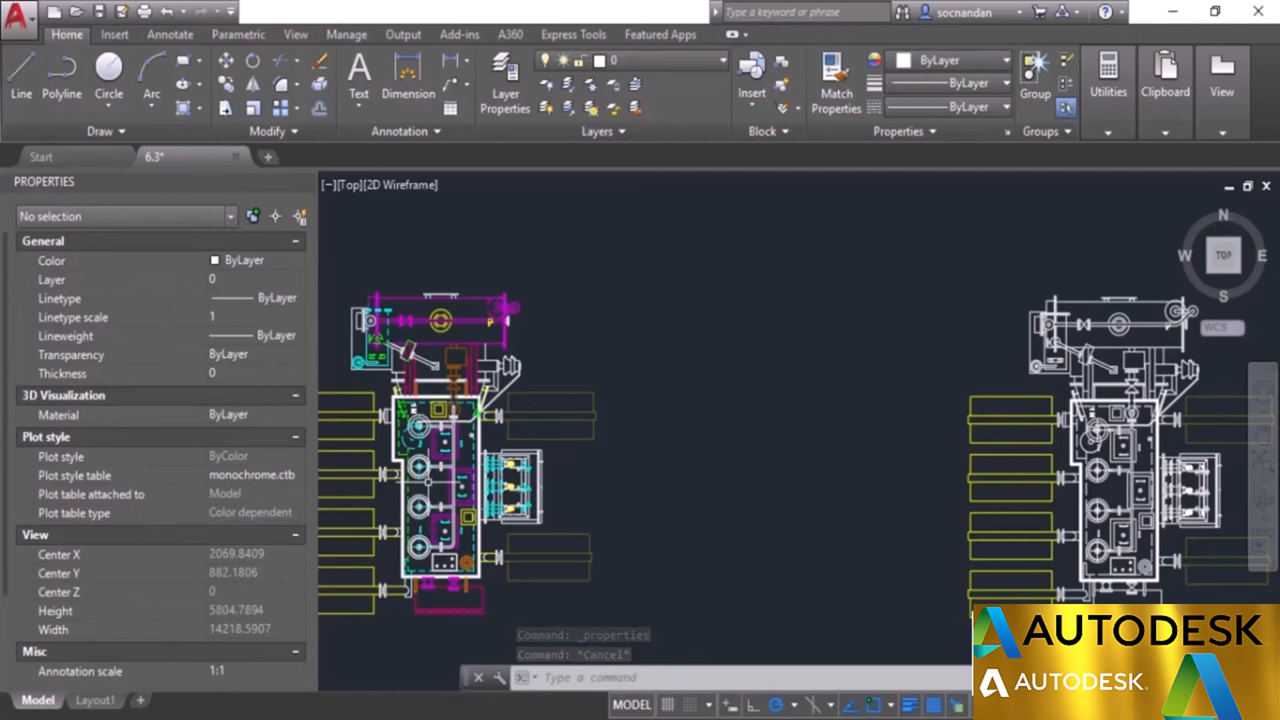 Type a keyword or phrase
socnandan
Home Insert Annotate Parametric View Manage Output Add-ins A360 Express Tools Featured Apps
0
ByLayer
ByLayer
ByLayer
Line Polyline Circle Arc Text Dimension Layer Properties Insert Match Properties Group Utilities Clipboard View
Draw Modify Annotation Layers Block Properties Groups
Start 6.3*
PROPERTIES
[−][Top][2D Wireframe]
No selection
General
Color ByLayer
Layer 0
Linetype ByLayer
Linetype scale 1
Lineweight ByLayer
Transparency ByLayer
Thickness 0
3D Visualization
Material ByLayer
Plot style
Plot style ByColor
Plot style table monochrome.ctb
Plot table attached to Model
Plot table type Color dependent
View
Center X 2069.8409
Center Y 882.1806
Center Z 0
Height 5804.7894
Width 14218.5907
Misc
Annotation scale 1:1
N
W TOP E
S
WCS
Command: _properties
Command: *Cancel*
Type a command
Model Layout1
MODEL
AUTODESK
AUTODESK.